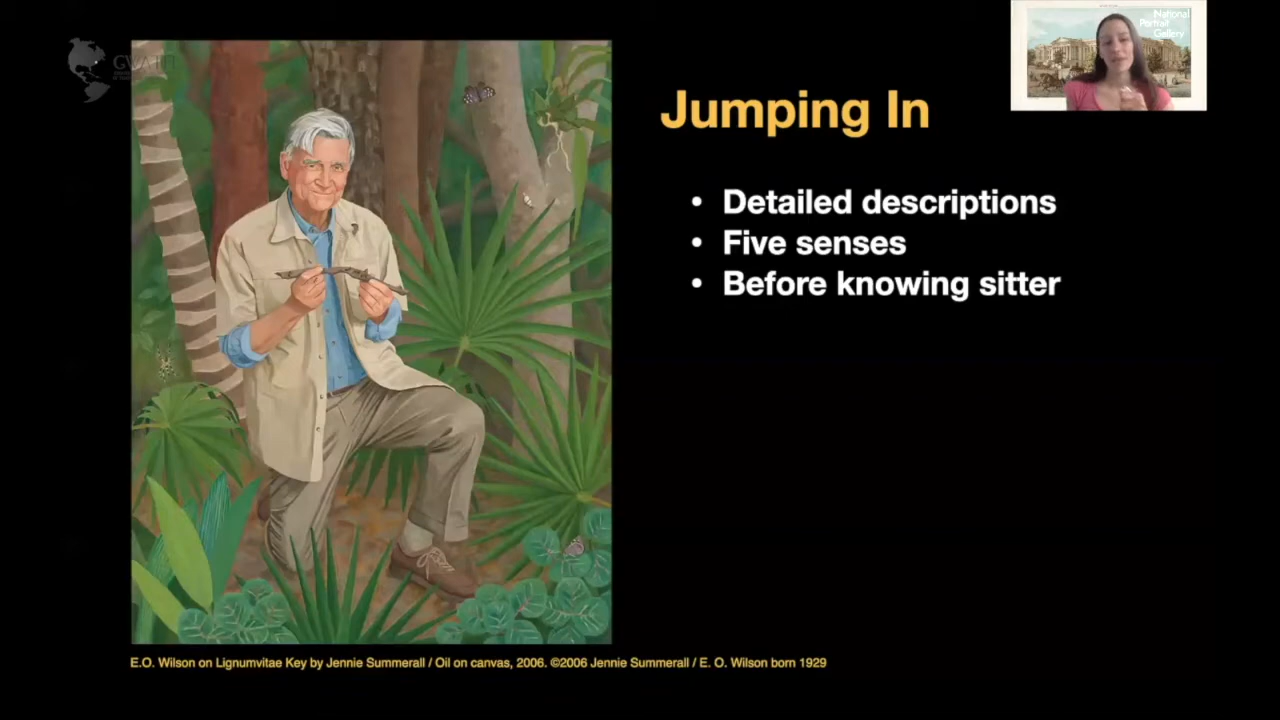 National
Portrait
Gallery
Jumping In
• Detailed descriptions
• Five senses
• Before knowing sitter
E.O. Wilson on Lignumvitae Key by Jennie Summerall / Oil on canvas, 2006. ©2006 Jennie Summerall / E. O. Wilson born 1929